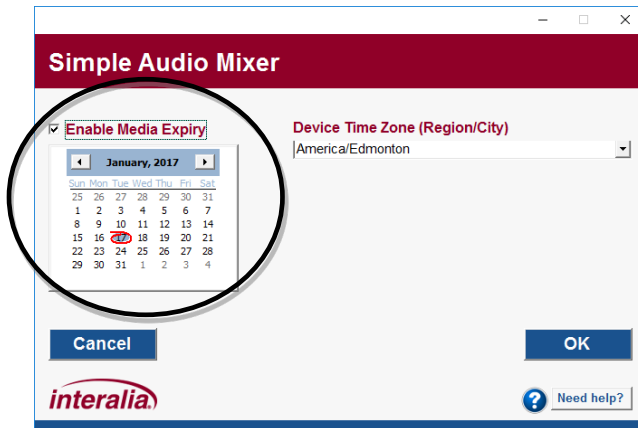 Simple Audio Mixer
Enable Media Expiry
Device Time Zone (Region/City)
America/Edmonton
January, 2017
Sun Mon Tue Wed Thu Fri Sat
25 26 27 28 29 30 31
1 2 3 4 5 6 7
8 9 10 11 12 13 14
15 16 17 18 19 20 21
22 23 24 25 26 27 28
29 30 31 1 2 3 4
Cancel
OK
interalia
? Need help?